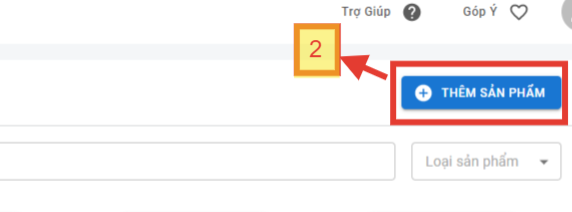 Trợ Giúp
Góp Ý
2
THÊM SẢN PHẨM
Loại sản phẩm